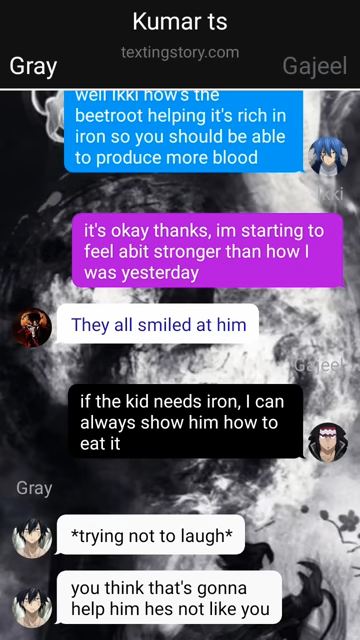 Kumar ts
textingstory.com
Gray
Gajeel
well Ikki how's the
beetroot helping it's rich in
iron so you should be able
to produce more blood
Ikki
it's okay thanks, im starting to
feel abit stronger than how I
was yesterday
They all smiled at him
Gajeel
if the kid needs iron, I can
always show him how to
eat it
Gray
*trying not to laugh*
you think that's gonna
help him hes not like you